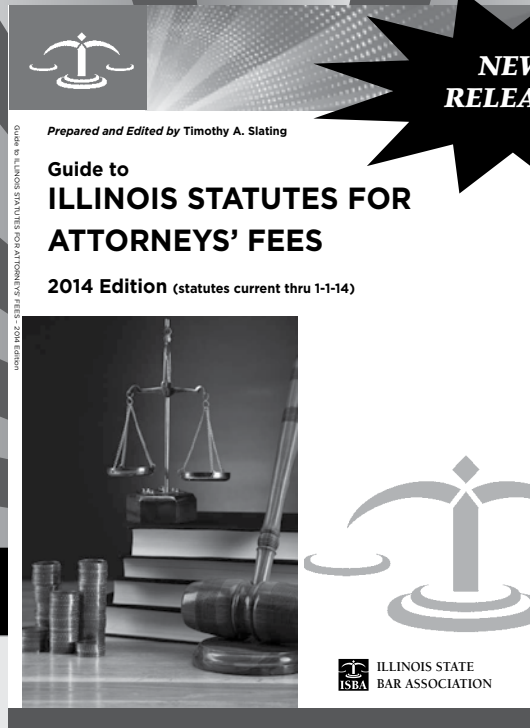 NEW
RELEA
Prepared and Edited by Timothy A. Slating
Guide to
ILLINOIS STATUTES FOR
ATTORNEYS’ FEES
2014 Edition (statutes current thru 1-1-14)
Guide to ILLINOIS STATUTES FOR ATTORNEYS’ FEES – 2014 Edition
ISBA
ILLINOIS STATE
BAR ASSOCIATION